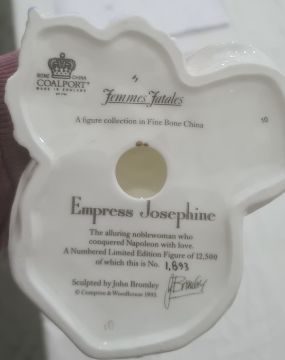 BONE CHINA
COALPORT
MADE IN ENGLAND
Femmes Fatales
A figure collection in Fine Bone China
Empress Josephine
The alluring noblewoman who
conquered Napoleon with love.
A Numbered Limited Edition Figure of 12,500
of which this is No. 1,893
Sculpted by John Bromley
© Compton & Woodhouse 1993.
JBromley